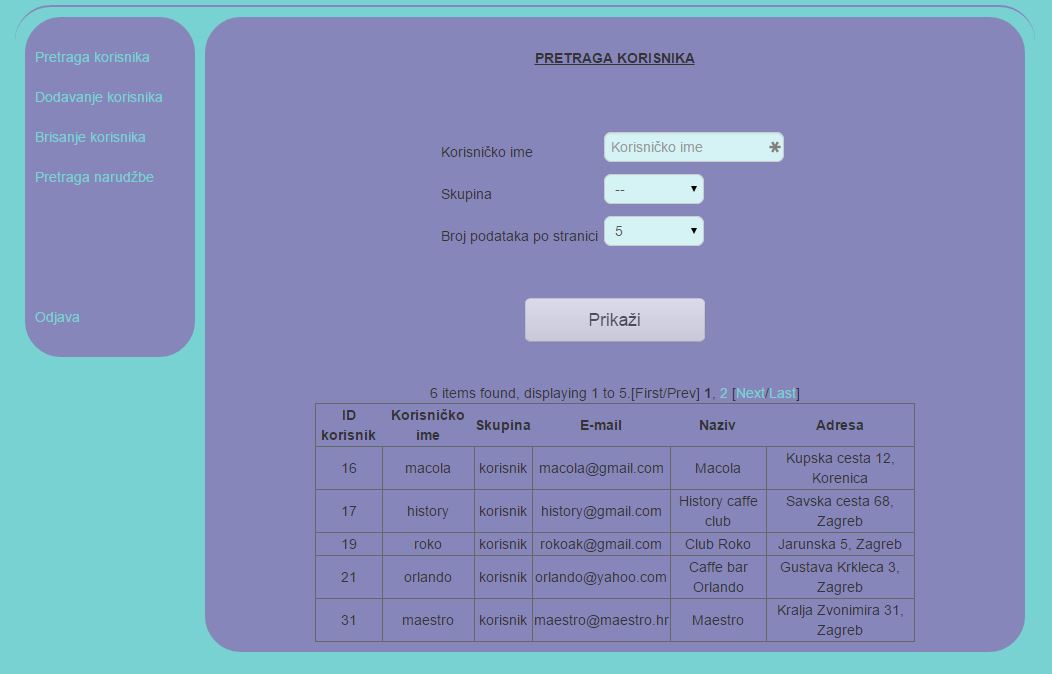 Pretraga korisnika
Dodavanje korisnika
Brisanje korisnika
Pretraga narudžbe
Odjava
PRETRAGA KORISNIKA
Korisničko ime Korisničko ime
Skupina --
Broj podataka po stranici 5
Prikaži
6 items found, displaying 1 to 5.[First/Prev] 1, 2 [Next/Last]
ID korisnik Korisničko ime Skupina E-mail Naziv Adresa
16 macola korisnik macola@gmail.com Macola Kupska cesta 12, Korenica
17 history korisnik history@gmail.com History caffe club Savska cesta 68, Zagreb
19 roko korisnik rokoak@gmail.com Club Roko Jarunska 5, Zagreb
21 orlando korisnik orlando@yahoo.com Caffe bar Orlando Gustava Krkleca 3, Zagreb
31 maestro korisnik maestro@maestro.hr Maestro Kralja Zvonimira 31, Zagreb